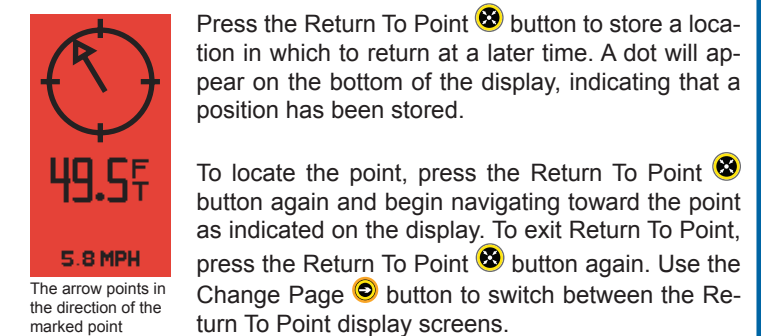 49.5FT
5.8 MPH
The arrow points in
the direction of the
marked point
Press the Return To Point button to store a loca-
tion in which to return at a later time. A dot will ap-
pear on the bottom of the display, indicating that a
position has been stored.
To locate the point, press the Return To Point
button again and begin navigating toward the point
as indicated on the display. To exit Return To Point,
press the Return To Point button again. Use the
Change Page button to switch between the Re-
turn To Point display screens.